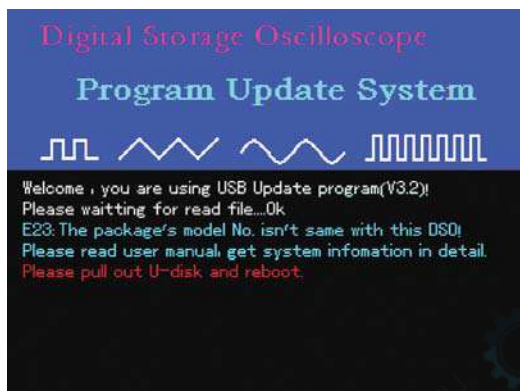 Digital Storage Oscilloscope
Program Update System
Welcome , you are using USB Update program(V3.2)!
Please waitting for read file....Ok
E23: The package's model No. isn't same with this DSO!
Please read user manual, get system infomation in detail.
Please pull out U-disk and reboot.